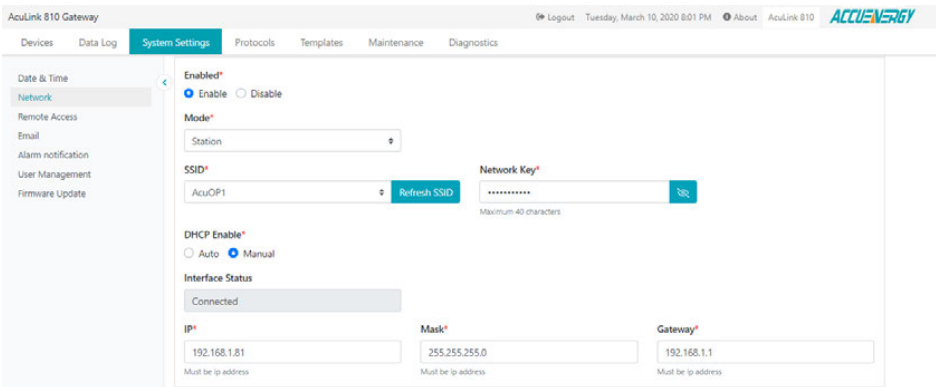 AcuLink 810 Gateway
Logout Tuesday, March 10, 2020 8:01 PM About AcuLink 810 ACCUENERGY
Devices Data Log System Settings Protocols Templates Maintenance Diagnostics
Date & Time
Network
Remote Access
Email
Alarm notification
User Management
Firmware Update
Enabled*
Enable Disable
Mode*
Station
SSID* Network Key*
AcuOP1 Refresh SSID •••••••••••
Maximum 40 characters
DHCP Enable*
Auto Manual
Interface Status
Connected
IP* Mask* Gateway*
192.168.1.81 255.255.255.0 192.168.1.1
Must be ip address Must be ip address Must be ip address